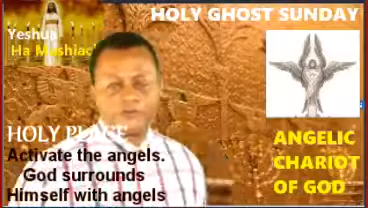 HOLY GHOST SUNDAY
Yeshua
Ha Mashiach
HOLY PLACE
Activate the angels.
God surrounds
Himself with angels
ANGELIC
CHARIOT
OF GOD